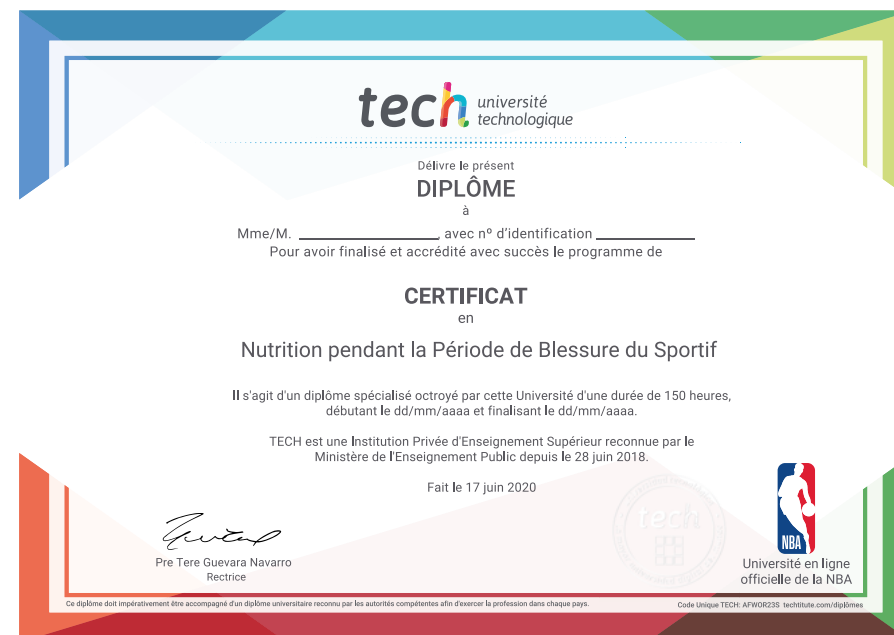 tech université
technologique
Délivre le présent
DIPLÔME
à
Mme/M. ____________________, avec nº d'identification ______________
Pour avoir finalisé et accrédité avec succès le programme de
CERTIFICAT
en
Nutrition pendant la Période de Blessure du Sportif
Il s'agit d'un diplôme spécialisé octroyé par cette Université d'une durée de 150 heures,
débutant le dd/mm/aaaa et finalisant le dd/mm/aaaa.
TECH est une Institution Privée d'Enseignement Supérieur reconnue par le
Ministère de l'Enseignement Public depuis le 28 juin 2018.
Fait le 17 juin 2020
tech
NBA
Pre Tere Guevara Navarro
Rectrice
Université en ligne
officielle de la NBA
Ce diplôme doit impérativement être accompagné d'un diplôme universitaire reconnu par les autorités compétentes afin d'exercer la profession dans chaque pays.
Code Unique TECH: AFWOR23S techtitute.com/diplômes